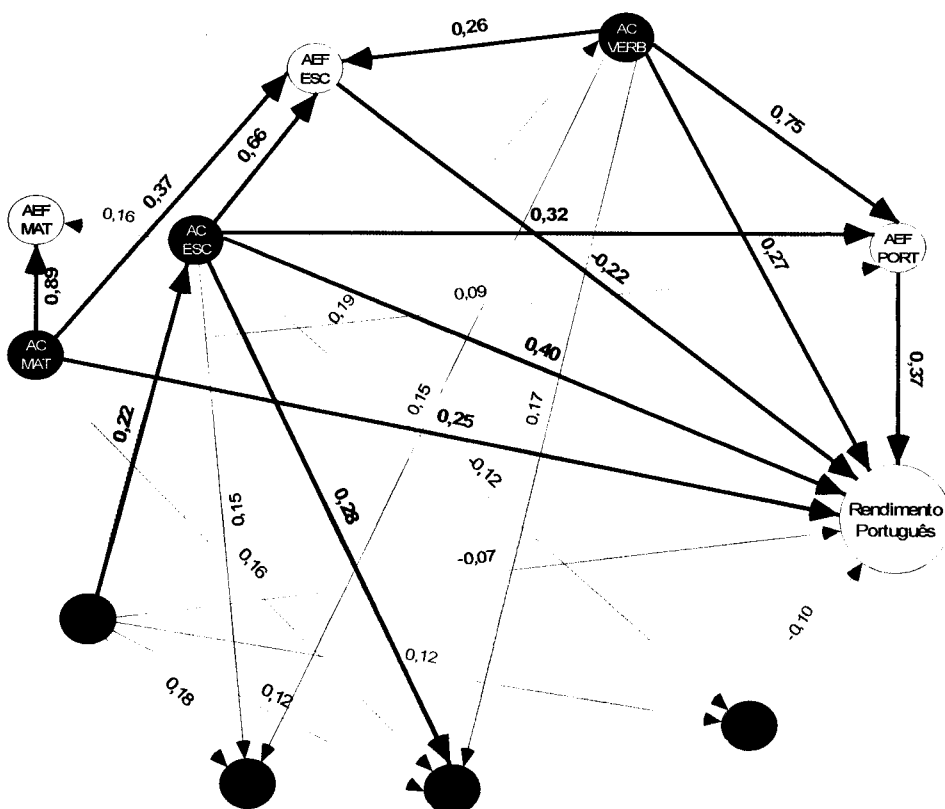 0,26
AC
VERB
AEF
ESC
0,75
0,66
0,37
AEF
MAT
0,16
AC
ESC
0,32
AEF
PORT
-0,22
0,27
0,89
0,09
0,19
AC
MAT
0,40
0,37
0,15
0,17
0,22
0,25
-0,12
0,28
0,15
Rendimento
Português
0,16
-0,07
-0,10
0,12
0,18
0,12